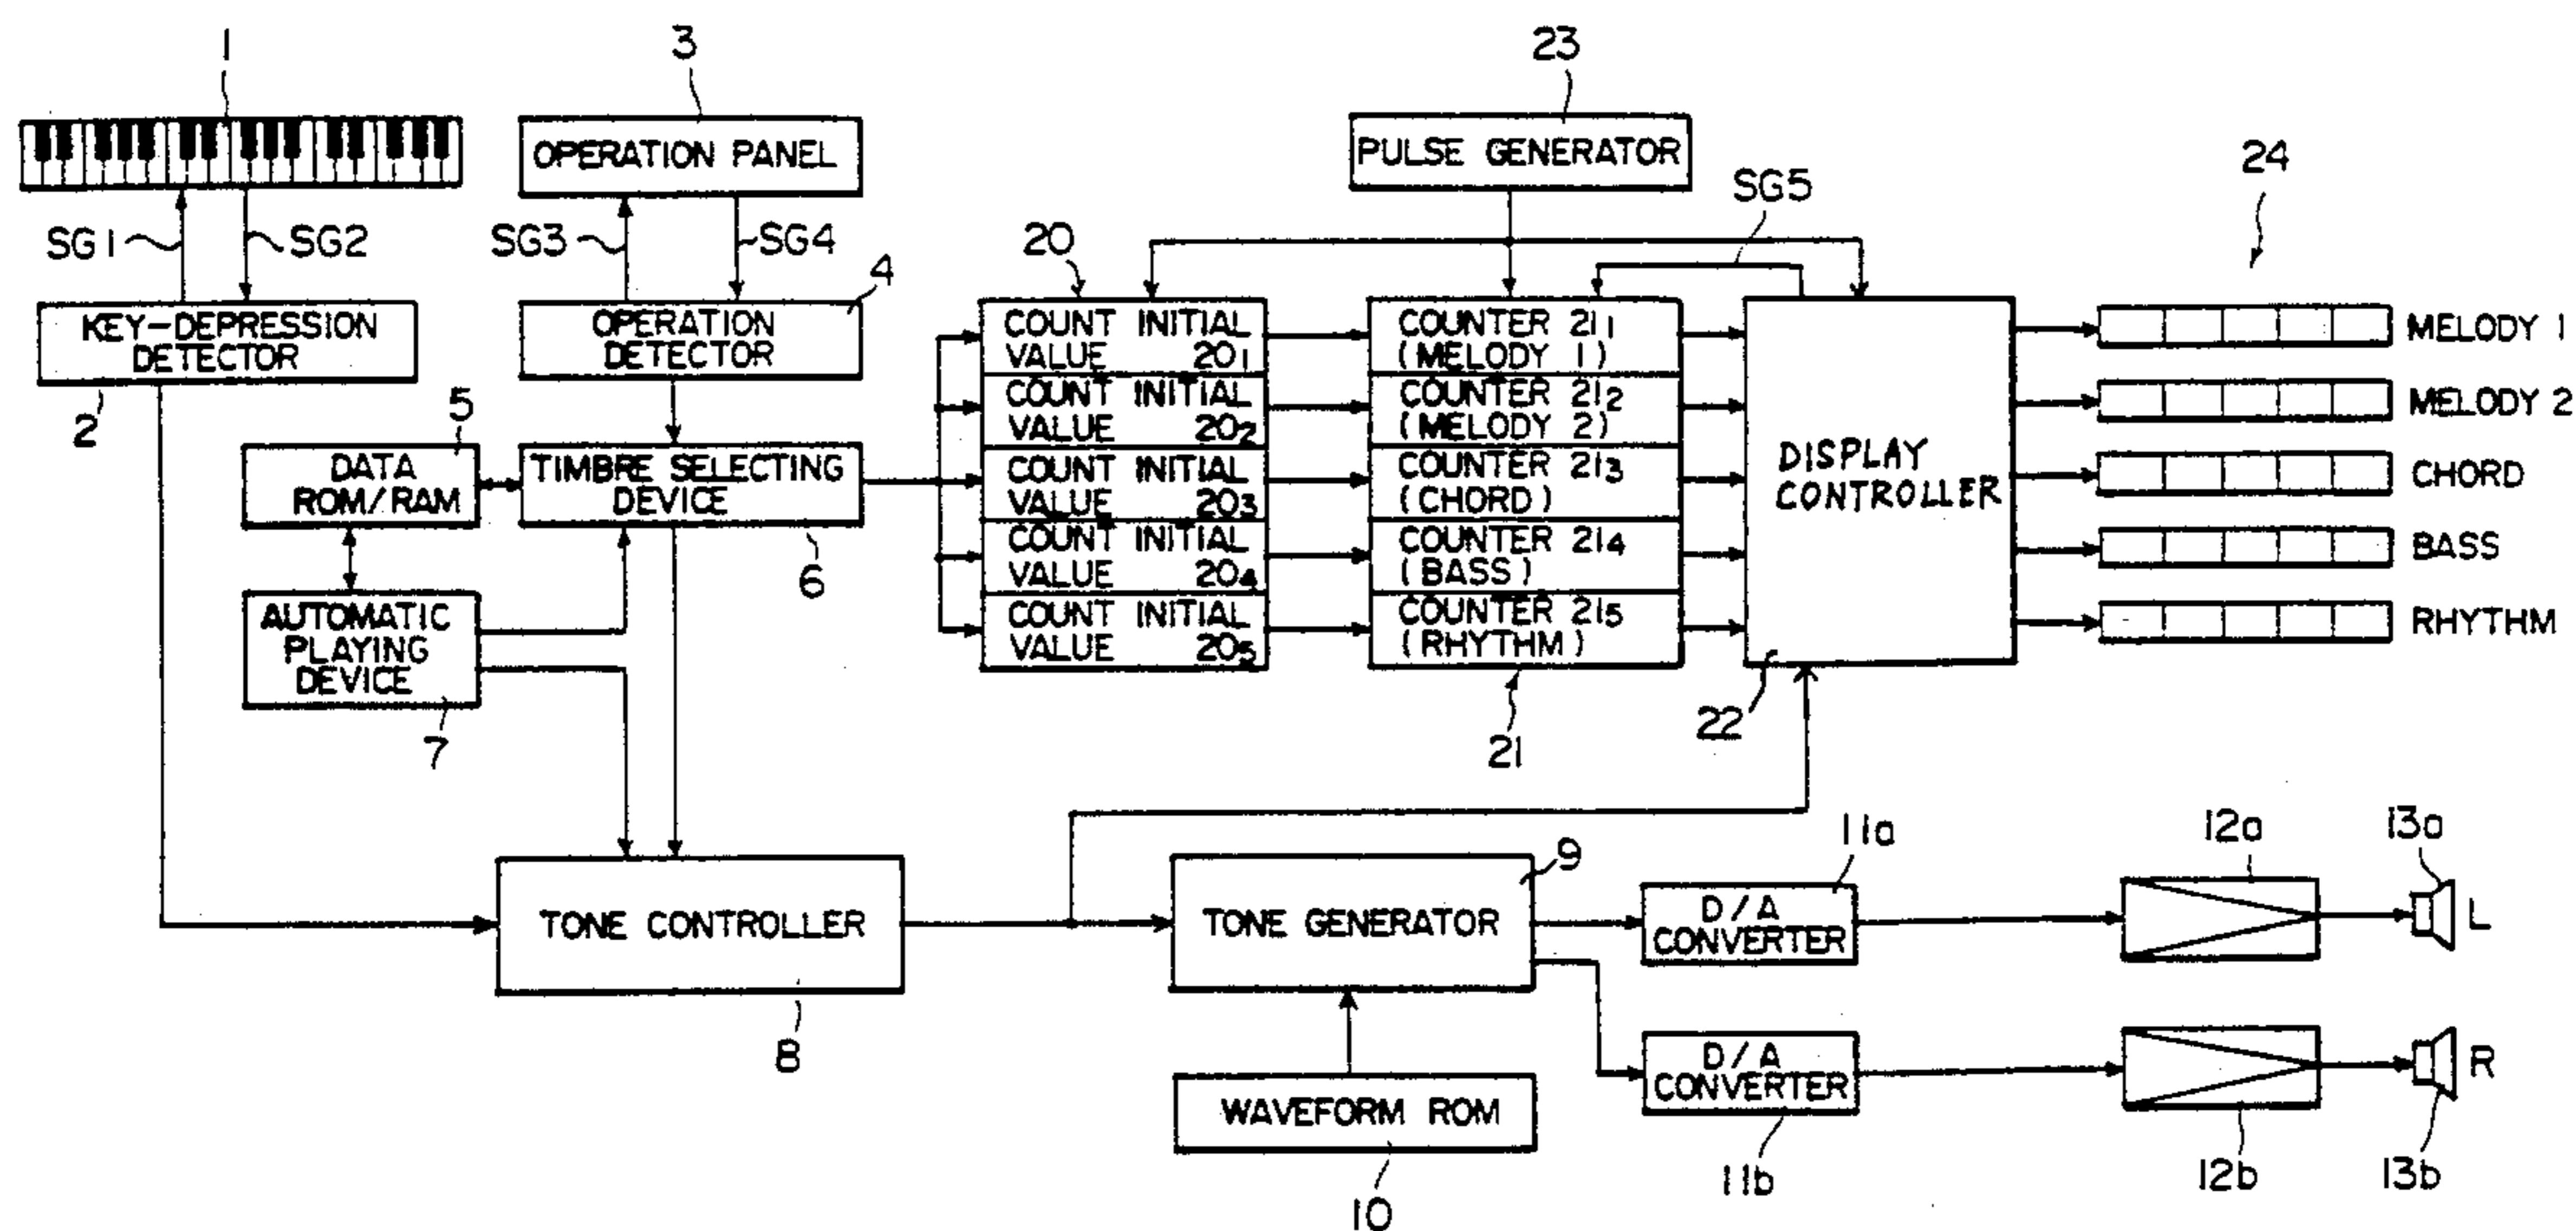 1
3
23
24
OPERATION PANEL
PULSE GENERATOR
SG1
SG2
SG3
SG4
SG5
20
4
KEY-DEPRESSION
DETECTOR
2
OPERATION
DETECTOR
5
DATA
ROM/RAM
TIMBRE SELECTING
DEVICE
6
AUTOMATIC
PLAYING
DEVICE
7
COUNT INITIAL
VALUE 20₁
COUNT INITIAL
VALUE 20₂
COUNT INITIAL
VALUE 20₃
COUNT INITIAL
VALUE 20₄
COUNT INITIAL
VALUE 20₅
COUNTER 21₁
(MELODY 1)
COUNTER 21₂
(MELODY 2)
COUNTER 21₃
(CHORD)
COUNTER 21₄
(BASS)
COUNTER 21₅
(RHYTHM)
21
DISPLAY
CONTROLLER
22
MELODY 1
MELODY 2
CHORD
BASS
RHYTHM
TONE CONTROLLER
8
TONE GENERATOR
9
WAVEFORM ROM
10
11a
D/A
CONVERTER
12a
13a
L
D/A
CONVERTER
11b
12b
13b
R